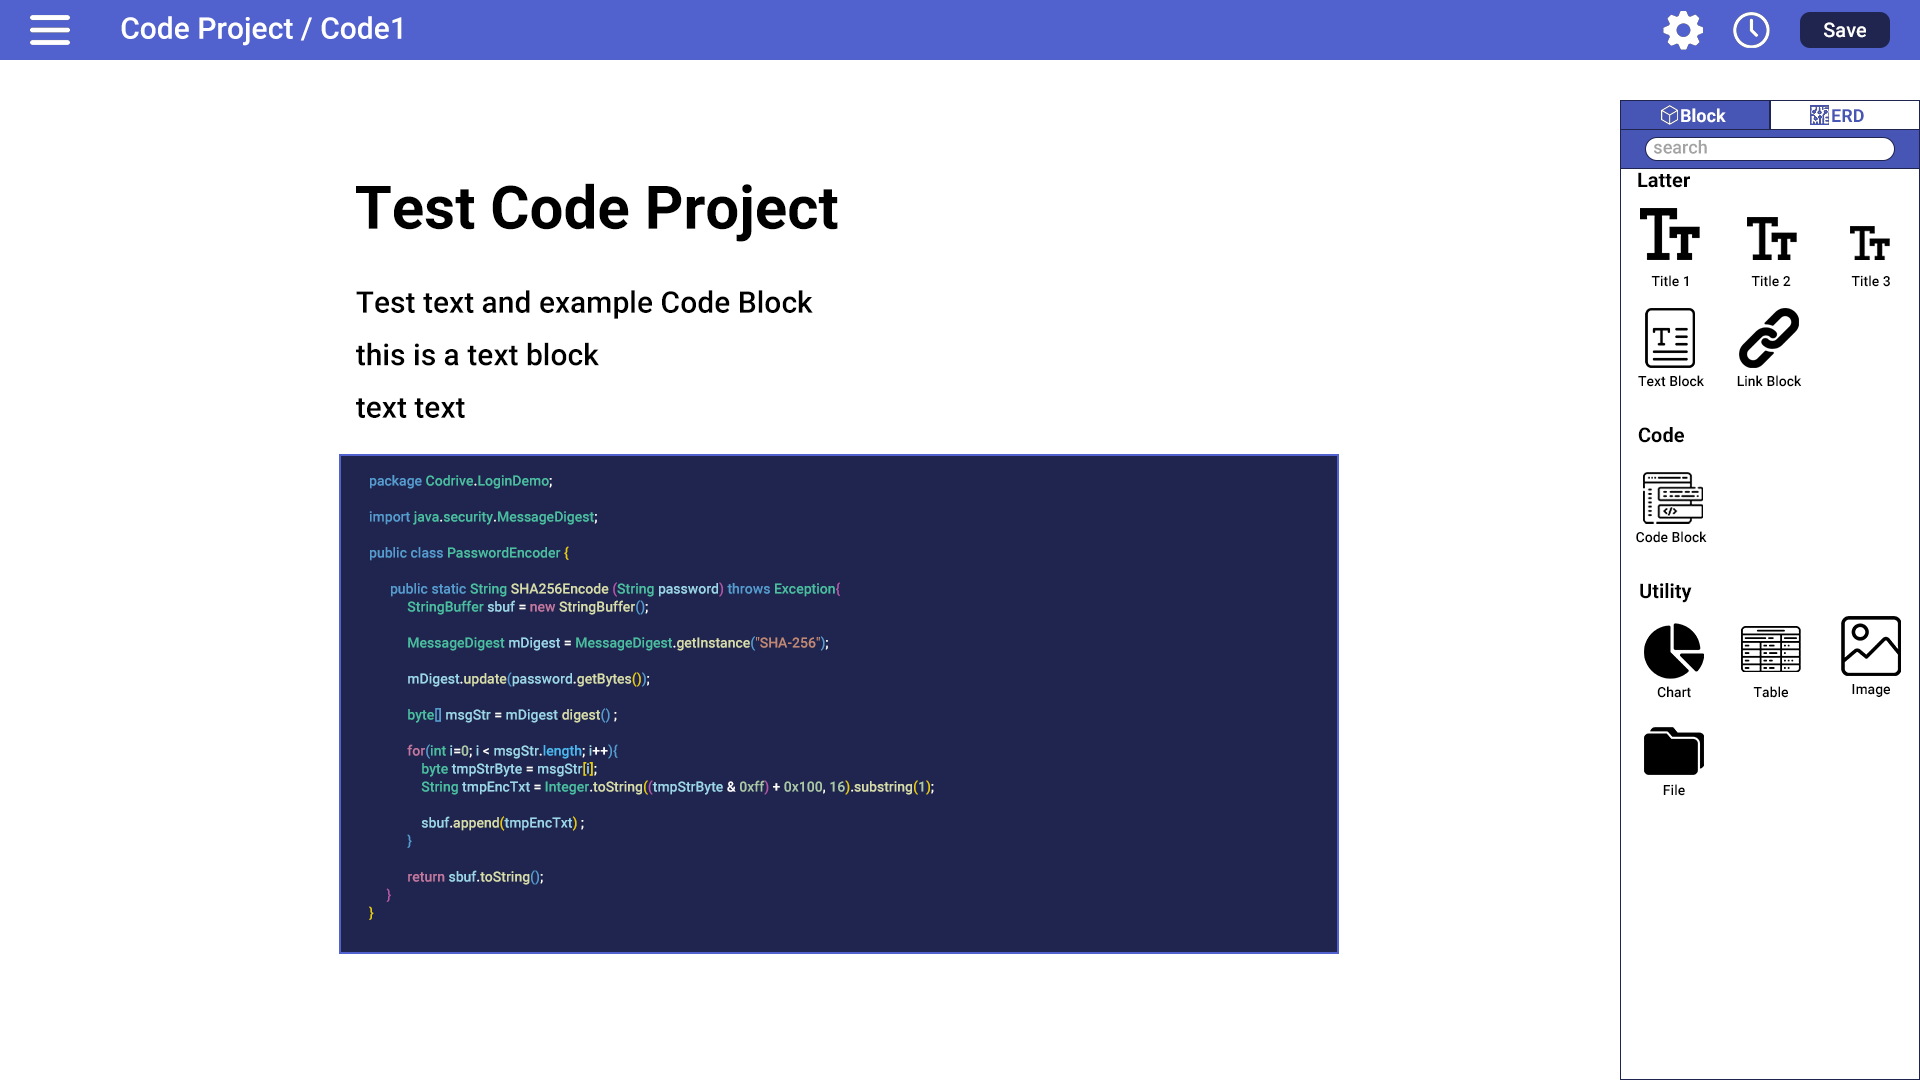 Code Project / Code1
Save
Test Code Project
Test text and example Code Block
this is a text block
text text
package Codrive.LoginDemo;
import java.security.MessageDigest;
public class PasswordEncoder {
public static String SHA256Encode (String password) throws Exception{
StringBuffer sbuf = new StringBuffer();
MessageDigest mDigest = MessageDigest.getInstance("SHA-256");
mDigest.update(password.getBytes());
byte[] msgStr = mDigest digest() ;
for(int i=0; i < msgStr.length; i++){
byte tmpStrByte = msgStr[i];
String tmpEncTxt = Integer.toString((tmpStrByte & 0xff) + 0x100, 16).substring(1);
sbuf.append(tmpEncTxt) ;
}
return sbuf.toString();
}
}
Block
ERD
search
Latter
Title 1
Title 2
Title 3
Text Block
Link Block
Code
Code Block
Utility
Chart
Table
Image
File